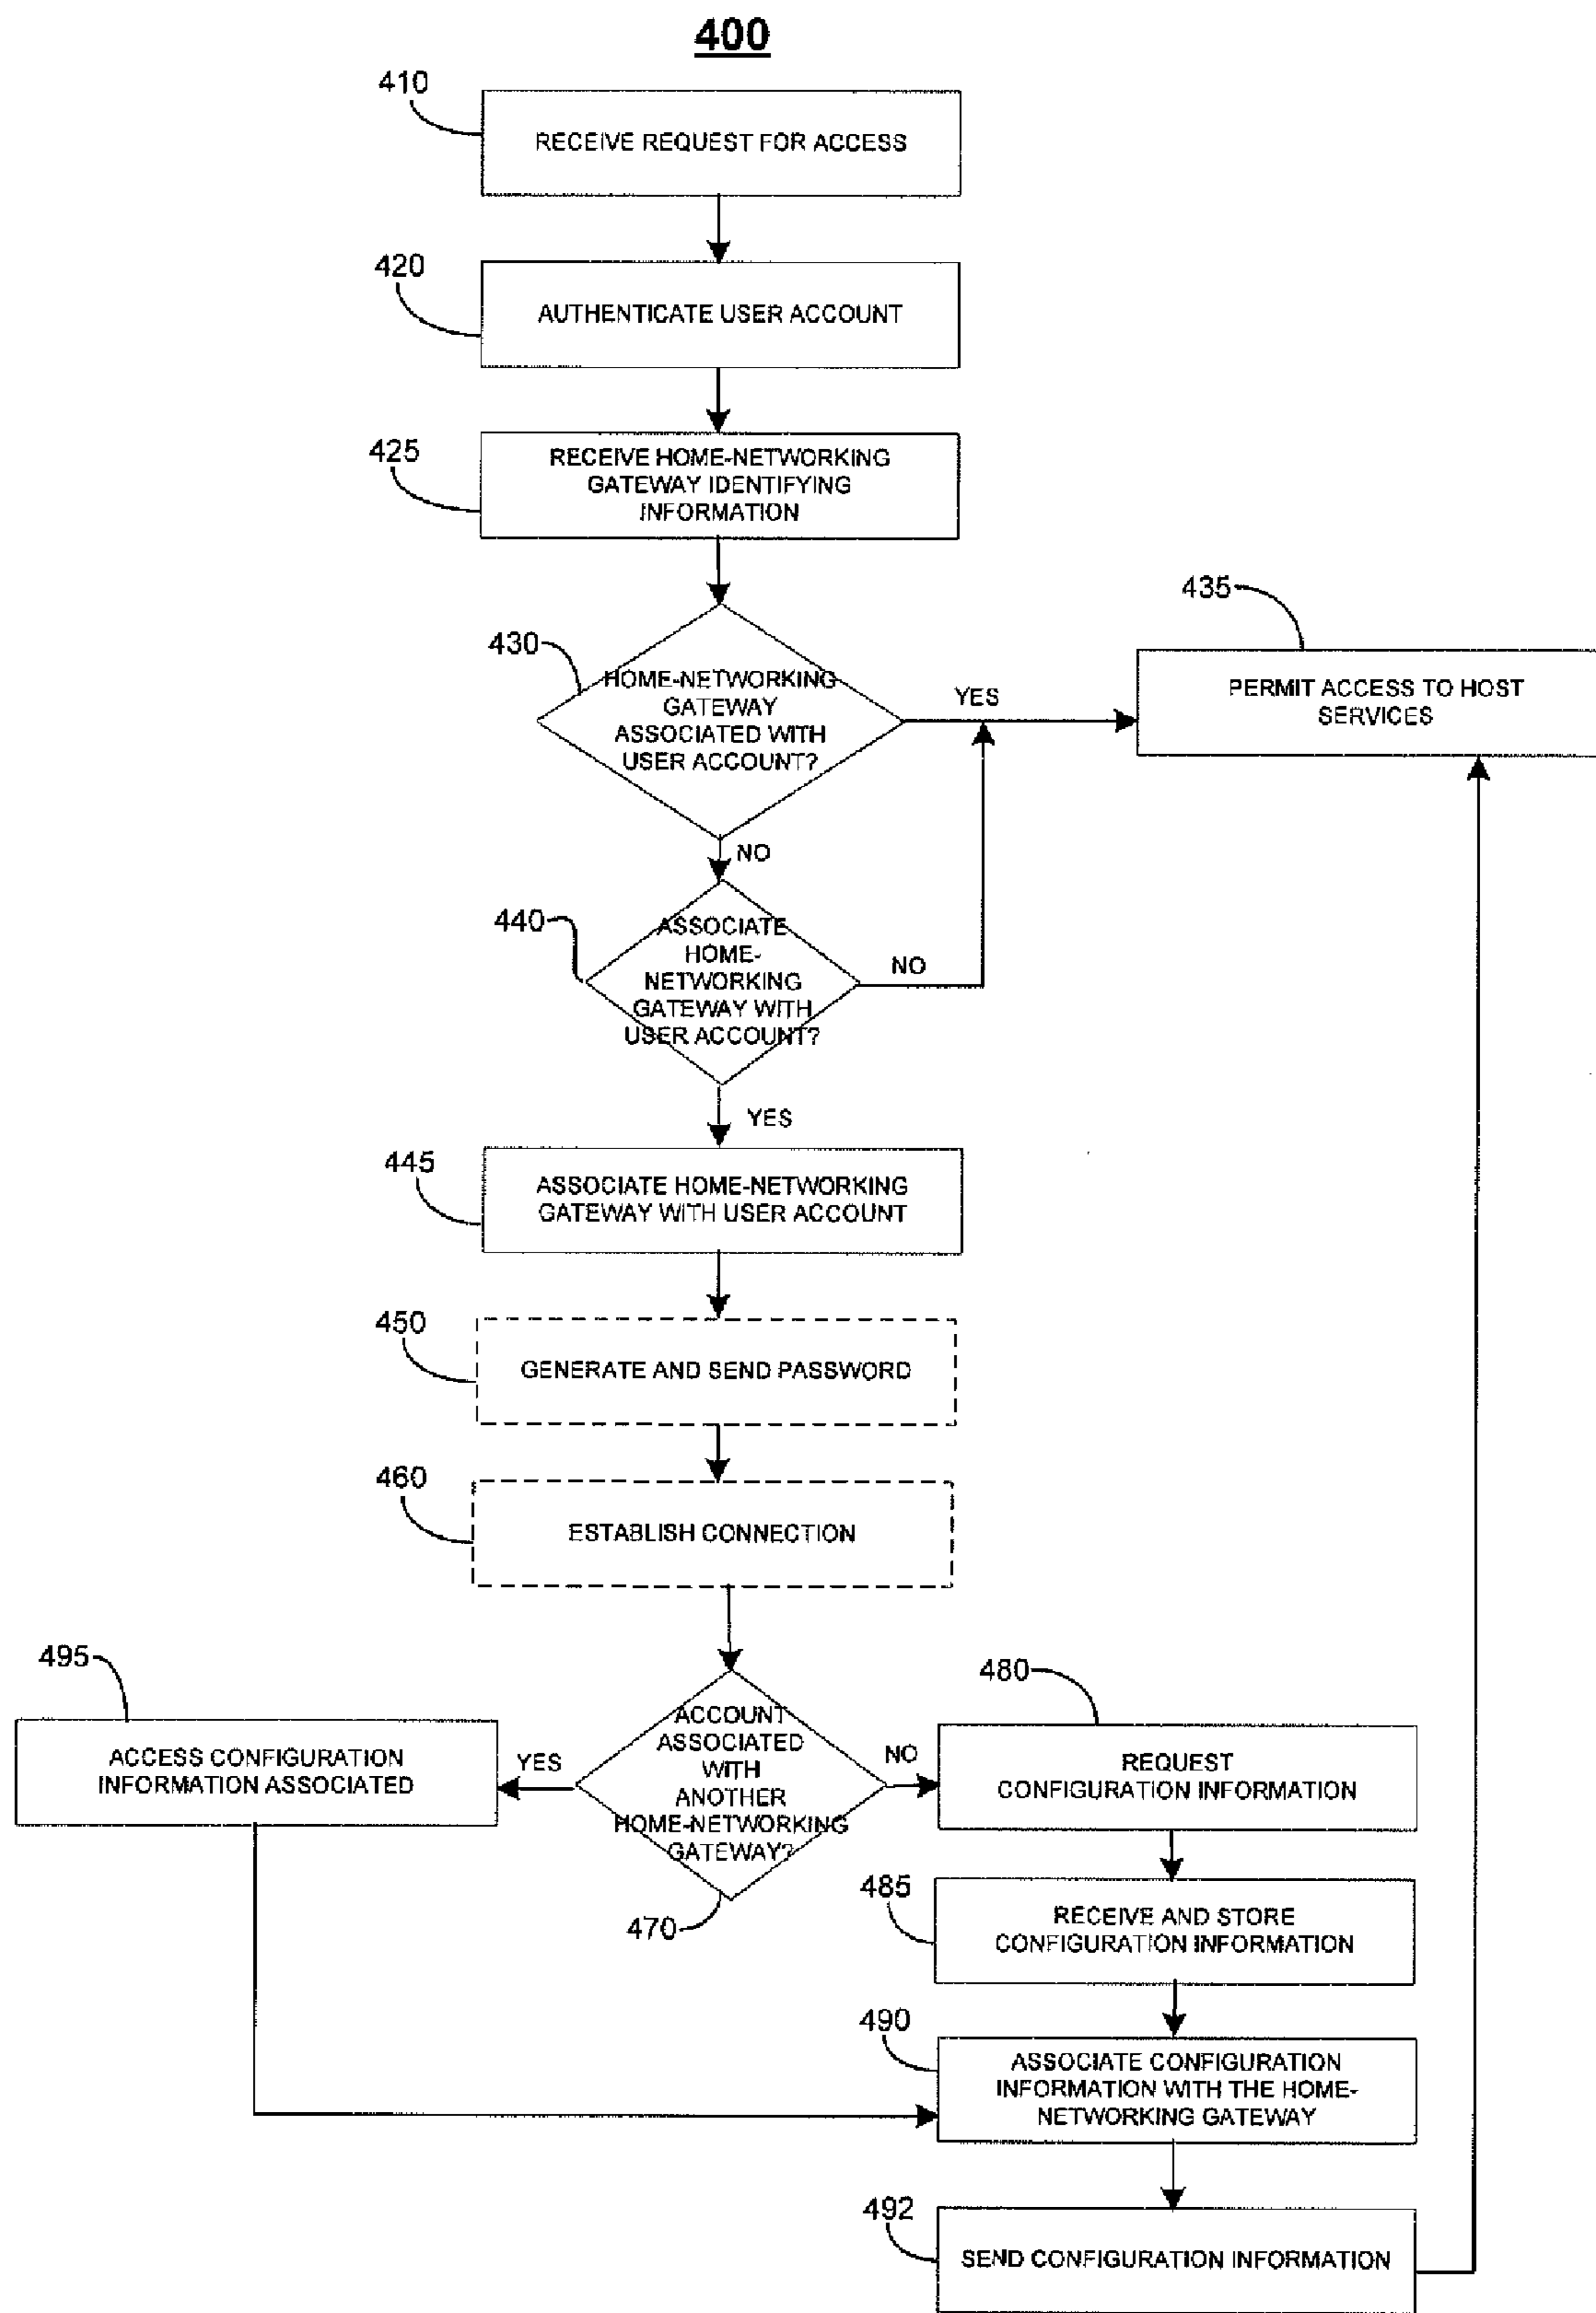 400
410
RECEIVE REQUEST FOR ACCESS
420
AUTHENTICATE USER ACCOUNT
425
RECEIVE HOME-NETWORKING
GATEWAY IDENTIFYING
INFORMATION
430
HOME-NETWORKING
GATEWAY
ASSOCIATED WITH
USER ACCOUNT?
YES
435
PERMIT ACCESS TO HOST
SERVICES
NO
440
ASSOCIATE
HOME-
NETWORKING
GATEWAY WITH
USER ACCOUNT?
NO
YES
445
ASSOCIATE HOME-NETWORKING
GATEWAY WITH USER ACCOUNT
450
GENERATE AND SEND PASSWORD
460
ESTABLISH CONNECTION
470
ACCOUNT
ASSOCIATED
WITH
ANOTHER
HOME-NETWORKING
GATEWAY?
YES
495
ACCESS CONFIGURATION
INFORMATION ASSOCIATED
NO
480
REQUEST
CONFIGURATION INFORMATION
485
RECEIVE AND STORE
CONFIGURATION INFORMATION
490
ASSOCIATE CONFIGURATION
INFORMATION WITH THE HOME-
NETWORKING GATEWAY
492
SEND CONFIGURATION INFORMATION